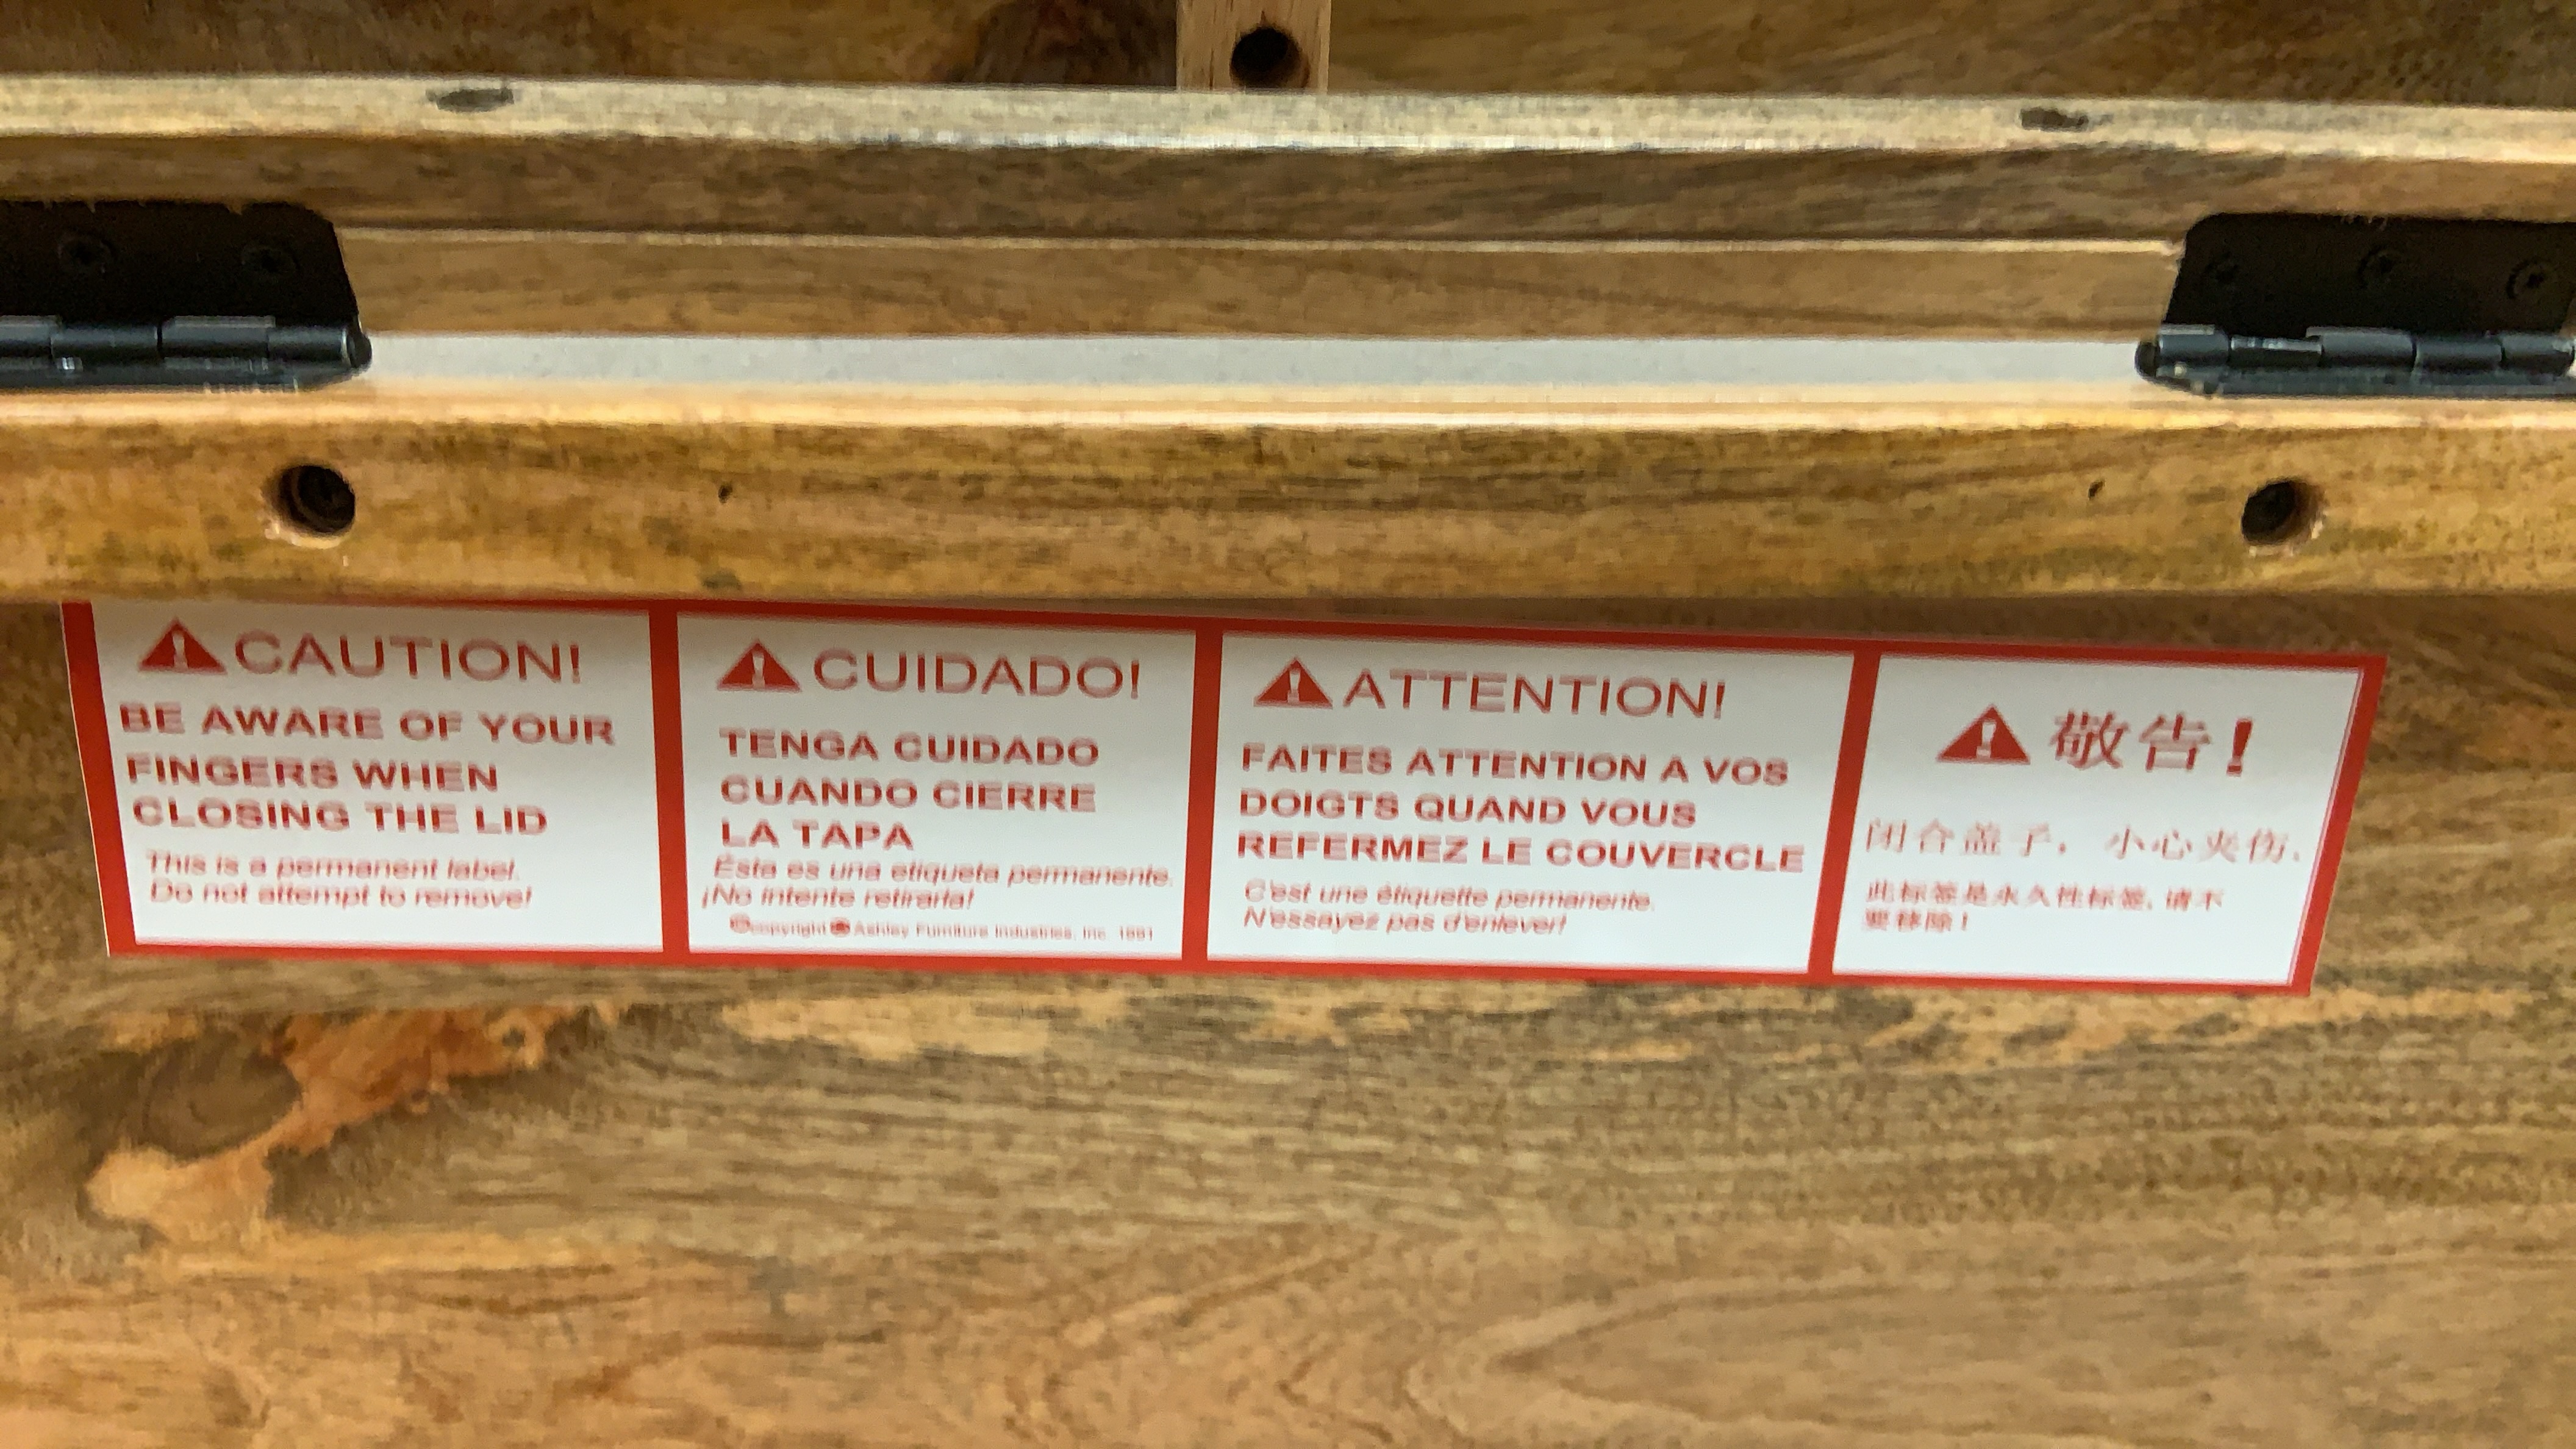 CAUTION!
BE AWARE OF YOUR
FINGERS WHEN
CLOSING THE LID
This is a permanent label.
Do not attempt to remove!
CUIDADO!
TENGA CUIDADO
CUANDO CIERRE
LA TAPA
Ésta es una etiqueta permanente.
¡No intente retirarla!
©copyright Ashley Furniture Industries, Inc. 1991
ATTENTION!
FAITES ATTENTION A VOS
DOIGTS QUAND VOUS
REFERMEZ LE COUVERCLE
C'est une étiquette permanente.
N'essayez pas d'enlever!
敬告!
闭合盖子，小心夹伤.
此标签是永久性标签, 请不
要移除!